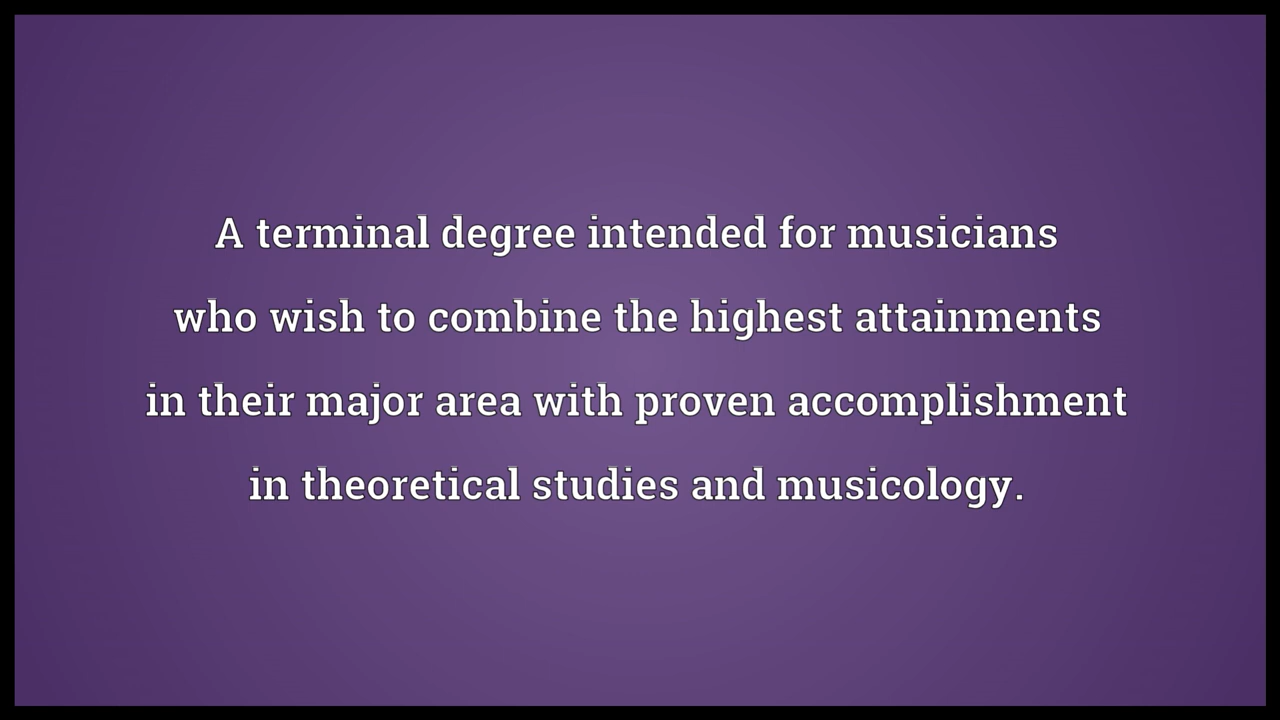 A terminal degree intended for musicians
who wish to combine the highest attainments
in their major area with proven accomplishment
in theoretical studies and musicology.